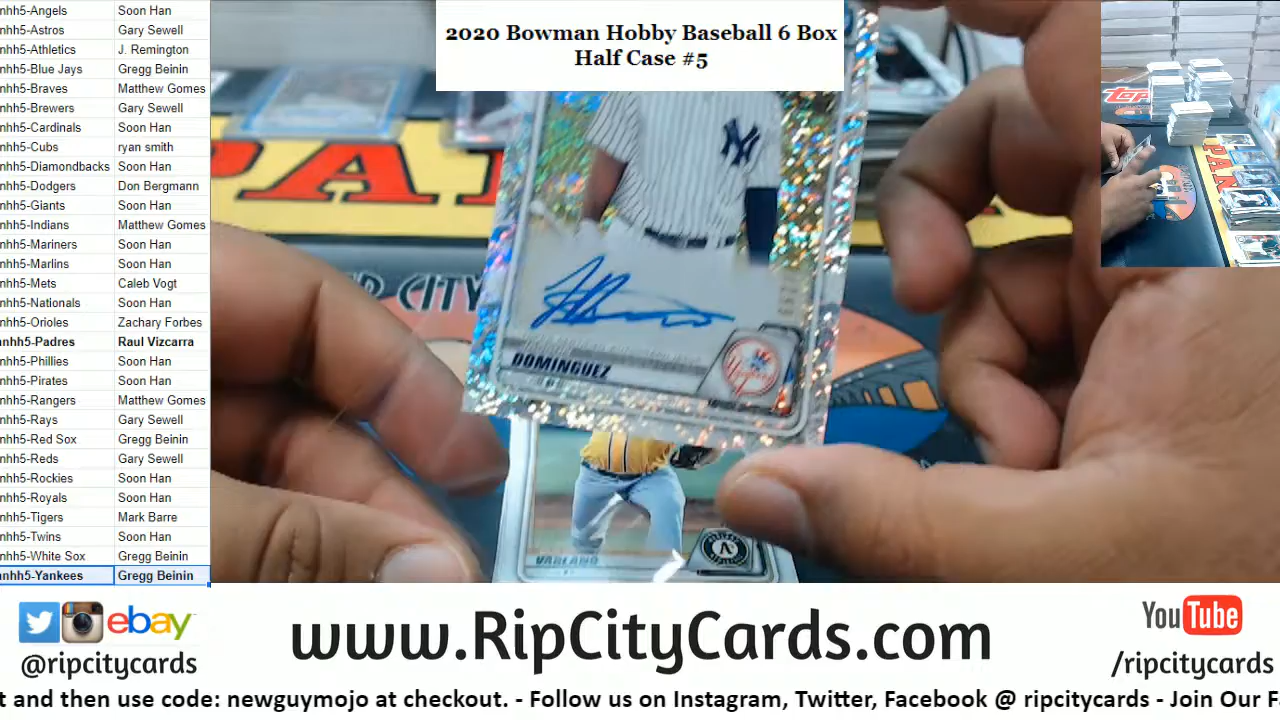 2020 Bowman Hobby Baseball 6 Box
Half Case #5
nhh5-Angels Soon Han
nhh5-Astros Gary Sewell
nhh5-Athletics J. Remington
nhh5-Blue Jays Gregg Beinin
nhh5-Braves Matthew Gomes
nhh5-Brewers Gary Sewell
nhh5-Cardinals Soon Han
nhh5-Cubs ryan smith
nhh5-Diamondbacks Soon Han
nhh5-Dodgers Don Bergmann
nhh5-Giants Soon Han
nhh5-Indians Matthew Gomes
nhh5-Mariners Soon Han
nhh5-Marlins Soon Han
nhh5-Mets Caleb Vogt
nhh5-Nationals Soon Han
nhh5-Orioles Zachary Forbes
nhh5-Padres Raul Vizcarra
nhh5-Phillies Soon Han
nhh5-Pirates Soon Han
nhh5-Rangers Matthew Gomes
nhh5-Rays Gary Sewell
nhh5-Red Sox Gregg Beinin
nhh5-Reds Gary Sewell
nhh5-Rockies Soon Han
nhh5-Royals Soon Han
nhh5-Tigers Mark Barre
nhh5-Twins Soon Han
nhh5-White Sox Gregg Beinin
nhh5-Yankees Gregg Beinin
NY
CITY
DOMINGUEZ
A's
ebay
@ripcitycards
www.RipCityCards.com
YouTube
/ripcitycards
t and then use code: newguymojo at checkout. - Follow us on Instagram, Twitter, Facebook @ ripcitycards - Join Our Fa